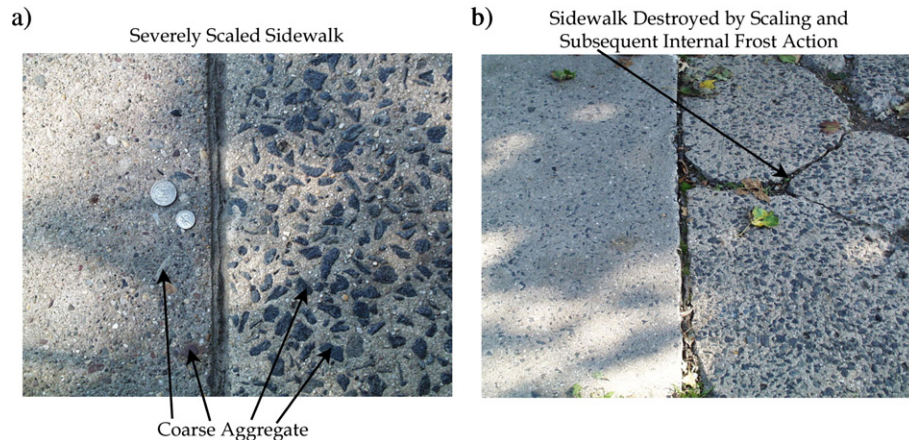 a)
Severely Scaled Sidewalk
Coarse Aggregate
b)
Sidewalk Destroyed by Scaling and
Subsequent Internal Frost Action